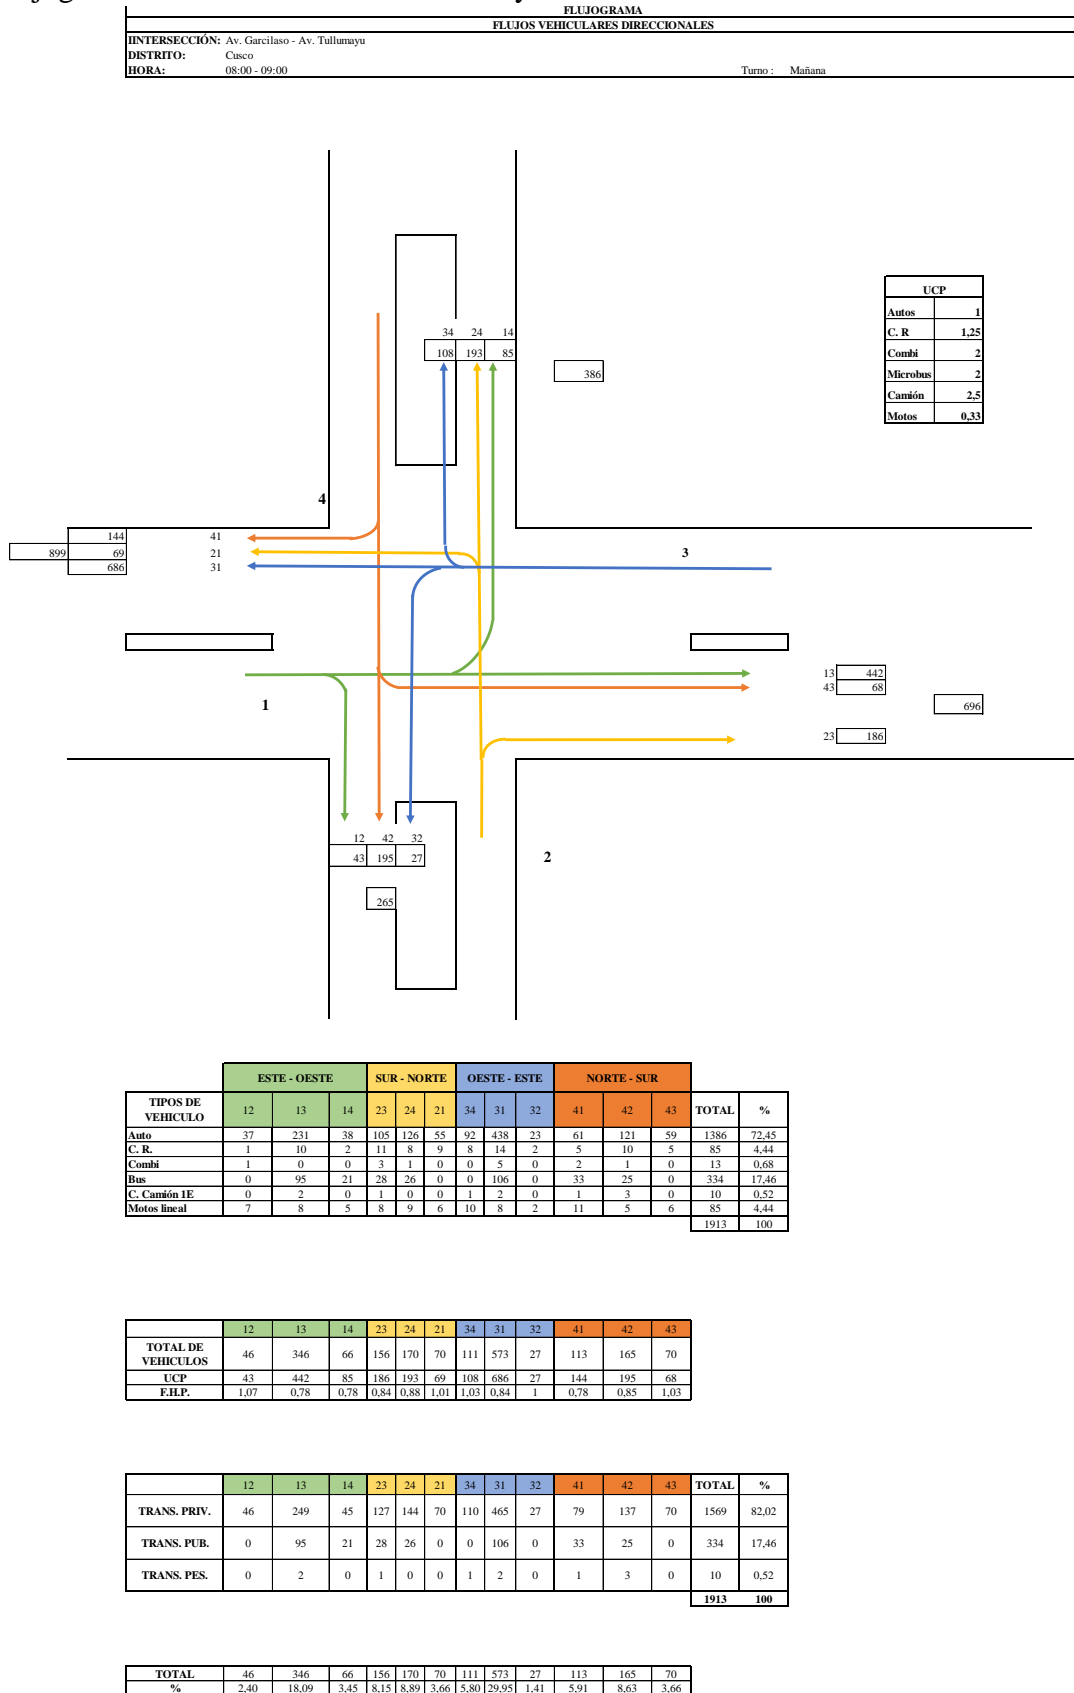 FLUJOGRAMA
FLUJOS VEHICULARES DIRECCIONALES
IINTERSECCIÓN: Av. Garcilaso - Av. Tullumayu
DISTRITO: Cusco
HORA: 08:00 - 09:00 Turno : Mañana
UCP
Autos 1
C. R 1,25
Combi 2
Microbus 2
Camión 2,5
Motos 0,33
34 24 14
108 193 85
386
4
144 41
899 69 21
686 31
3
13 442
43 68
1
696
23 186
12 42 32
43 195 27
2
265
ESTE - OESTE SUR - NORTE OESTE - ESTE NORTE - SUR
TIPOS DE VEHICULO 12 13 14 23 24 21 34 31 32 41 42 43 TOTAL %
Auto 37 231 38 105 126 55 92 438 23 61 121 59 1386 72,45
C. R. 1 10 2 11 8 9 8 14 2 5 10 5 85 4,44
Combi 1 0 0 3 1 0 0 5 0 2 1 0 13 0,68
Bus 0 95 21 28 26 0 0 106 0 33 25 0 334 17,46
C. Camión 1E 0 2 0 1 0 0 1 2 0 1 3 0 10 0,52
Motos lineal 7 8 5 8 9 6 10 8 2 11 5 6 85 4,44
1913 100
12 13 14 23 24 21 34 31 32 41 42 43
TOTAL DE VEHICULOS 46 346 66 156 170 70 111 573 27 113 165 70
UCP 43 442 85 186 193 69 108 686 27 144 195 68
F.H.P. 1,07 0,78 0,78 0,84 0,88 1,01 1,03 0,84 1 0,78 0,85 1,03
12 13 14 23 24 21 34 31 32 41 42 43 TOTAL %
TRANS. PRIV. 46 249 45 127 144 70 110 465 27 79 137 70 1569 82,02
TRANS. PUB. 0 95 21 28 26 0 0 106 0 33 25 0 334 17,46
TRANS. PES. 0 2 0 1 0 0 1 2 0 1 3 0 10 0,52
1913 100
TOTAL 46 346 66 156 170 70 111 573 27 113 165 70
% 2,40 18,09 3,45 8,15 8,89 3,66 5,80 29,95 1,41 5,91 8,63 3,66